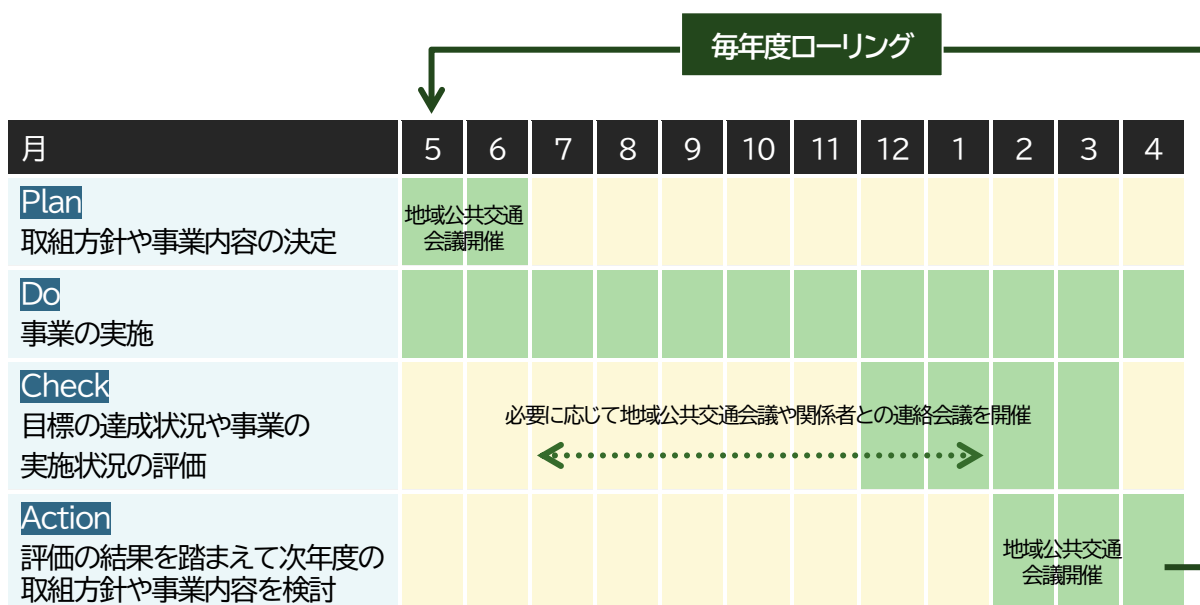 毎年度ローリング
月 5 6 7 8 9 10 11 12 1 2 3 4
Plan
取組方針や事業内容の決定
地域公共交通
会議開催
Do
事業の実施
Check
目標の達成状況や事業の
実施状況の評価
必要に応じて地域公共交通会議や関係者との連絡会議を開催
Action
評価の結果を踏まえて次年度の
取組方針や事業内容を検討
地域公共交通
会議開催